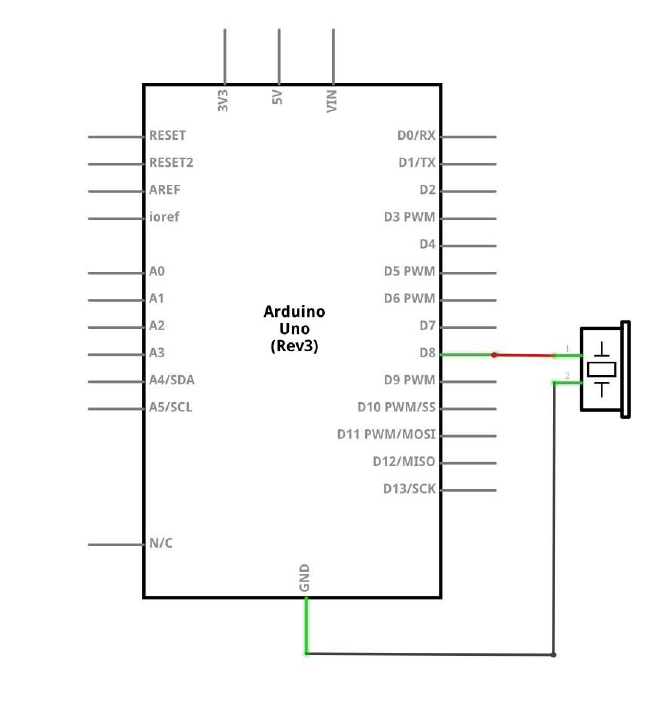 3V3
5V
VIN
RESET
RESET2
AREF
ioref
A0
A1
A2
A3
A4/SDA
A5/SCL
N/C
Arduino
Uno
(Rev3)
D0/RX
D1/TX
D2
D3 PWM
D4
D5 PWM
D6 PWM
D7
D8
D9 PWM
D10 PWM/SS
D11 PWM/MOSI
D12/MISO
D13/SCK
GND
1
2